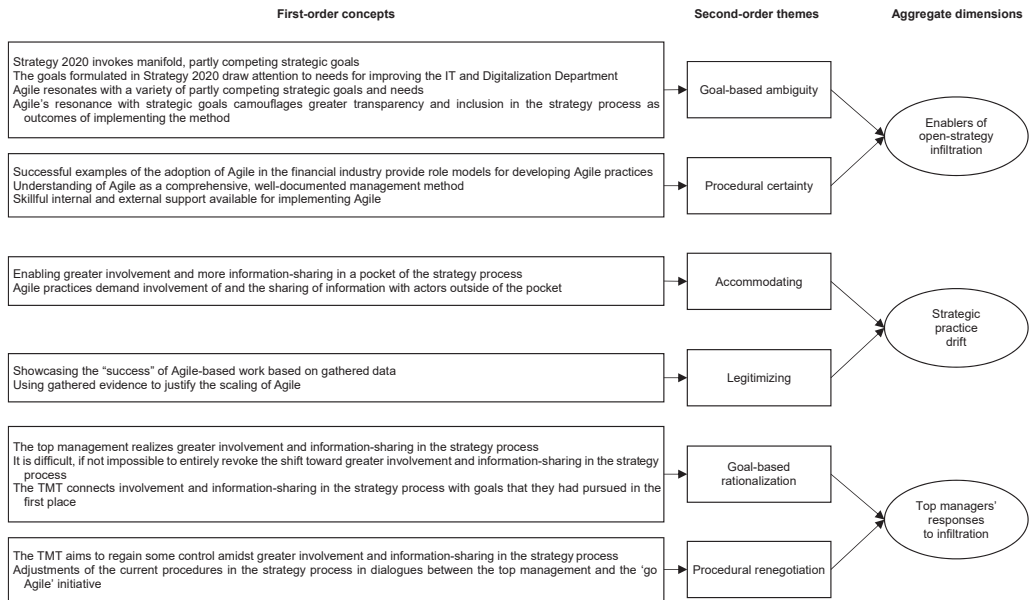 First-order concepts
Second-order themes
Aggregate dimensions
Strategy 2020 invokes manifold, partly competing strategic goals
The goals formulated in Strategy 2020 draw attention to needs for improving the IT and Digitalization Department
Agile resonates with a variety of partly competing strategic goals and needs
Agile's resonance with strategic goals camouflages greater transparency and inclusion in the strategy process as
outcomes of implementing the method
Goal-based ambiguity
Enablers of
open-strategy
infiltration
Successful examples of the adoption of Agile in the financial industry provide role models for developing Agile practices
Understanding of Agile as a comprehensive, well-documented management method
Skillful internal and external support available for implementing Agile
Procedural certainty
Enabling greater involvement and more information-sharing in a pocket of the strategy process
Agile practices demand involvement of and the sharing of information with actors outside of the pocket
Accommodating
Strategic
practice
drift
Showcasing the “success” of Agile-based work based on gathered data
Using gathered evidence to justify the scaling of Agile
Legitimizing
The top management realizes greater involvement and information-sharing in the strategy process
It is difficult, if not impossible to entirely revoke the shift toward greater involvement and information-sharing in the strategy
process
The TMT connects involvement and information-sharing in the strategy process with goals that they had pursued in the
first place
Goal-based
rationalization
Top managers'
responses
to infiltration
The TMT aims to regain some control amidst greater involvement and information-sharing in the strategy process
Adjustments of the current procedures in the strategy process in dialogues between the top management and the ‘go
Agile’ initiative
Procedural renegotiation